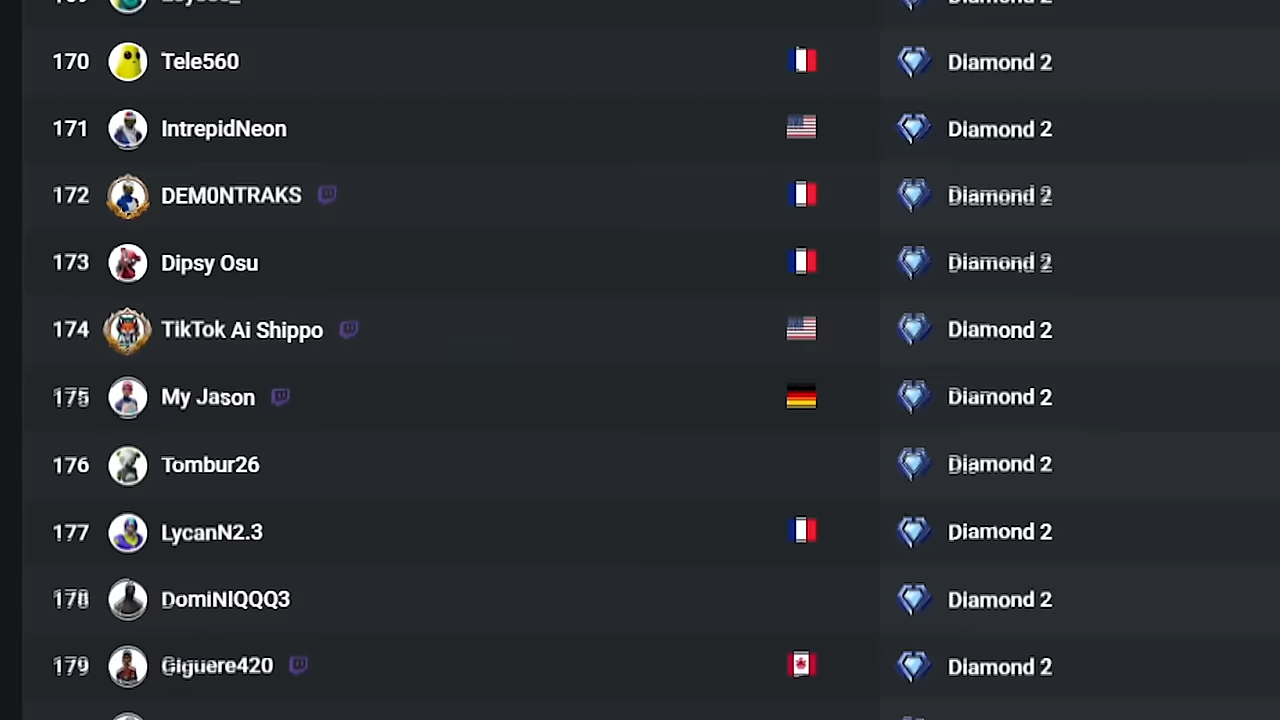 170 Tele560 Diamond 2
171 IntrepidNeon Diamond 2
172 DEM0NTRAKS Diamond 2
173 Dipsy Osu Diamond 2
174 TikTok Ai Shippo Diamond 2
175 My Jason Diamond 2
176 Tombur26 Diamond 2
177 LycanN2.3 Diamond 2
178 Diamond 2
179 Giguere420 Diamond 2